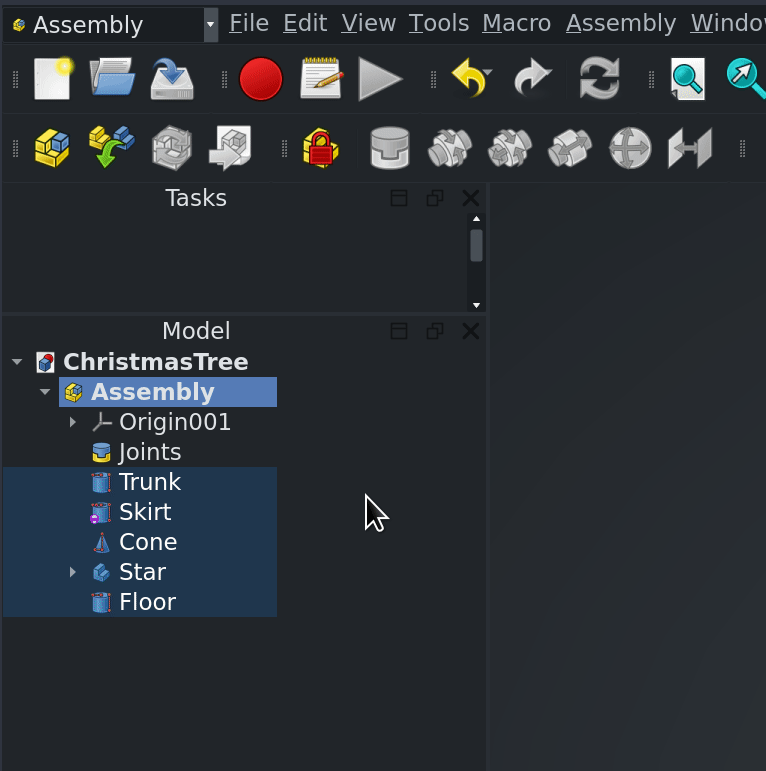 Assembly File Edit View Tools Macro Assembly Windo
Tasks
Model
ChristmasTree
Assembly
Origin001
Joints
Trunk
Skirt
Cone
Star
Floor